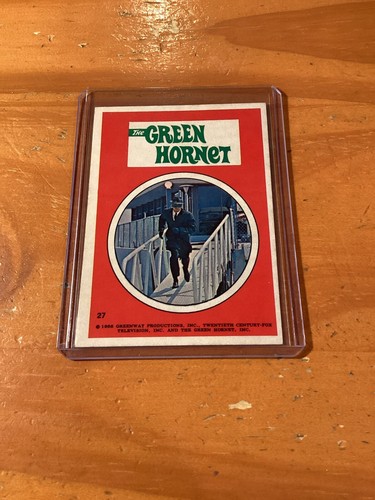 The GREEN
HORNET
27
© 1966 GREENWAY PRODUCTIONS, INC., TWENTIETH CENTURY-FOX
TELEVISION, INC. AND THE GREEN HORNET, INC.